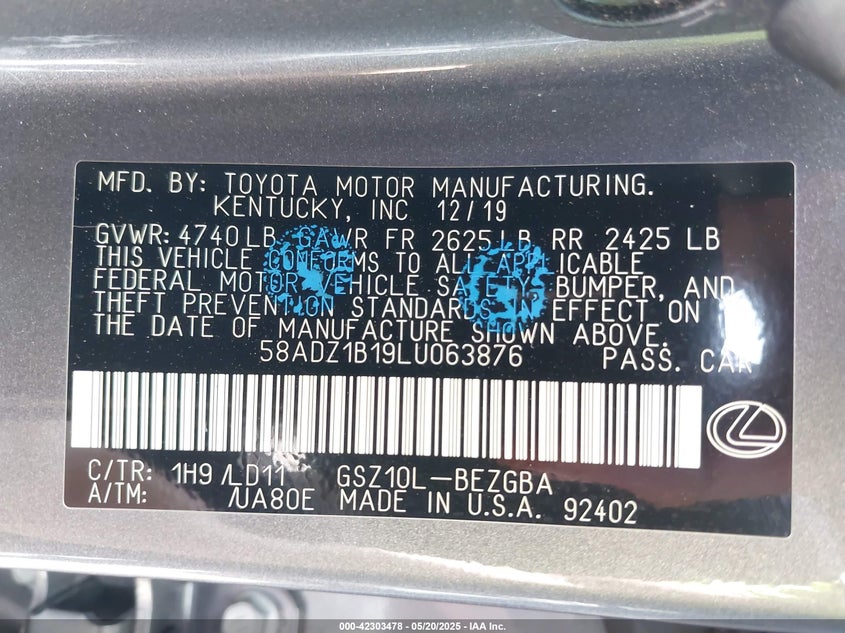 MFD. BY: TOYOTA MOTOR MANUFACTURING.
KENTUCKY, INC 12/19
GVWR: 4740 LB GAWR FR 2625 LB RR 2425 LB
THIS VEHICLE CONFORMS TO ALL APPLICABLE
FEDERAL MOTOR VEHICLE SAFETY, BUMPER, AND
THEFT PREVENTION STANDARDS IN EFFECT ON
THE DATE OF MANUFACTURE SHOWN ABOVE.
58ADZ1B19LU063876 PASS. CAR
C/TR: 1H9 /LD11 GSZ10L-BEZGBA
A/TM: /UA80E MADE IN U.S.A. 92402
000-42303478 - 05/20/2025 - IAA Inc.